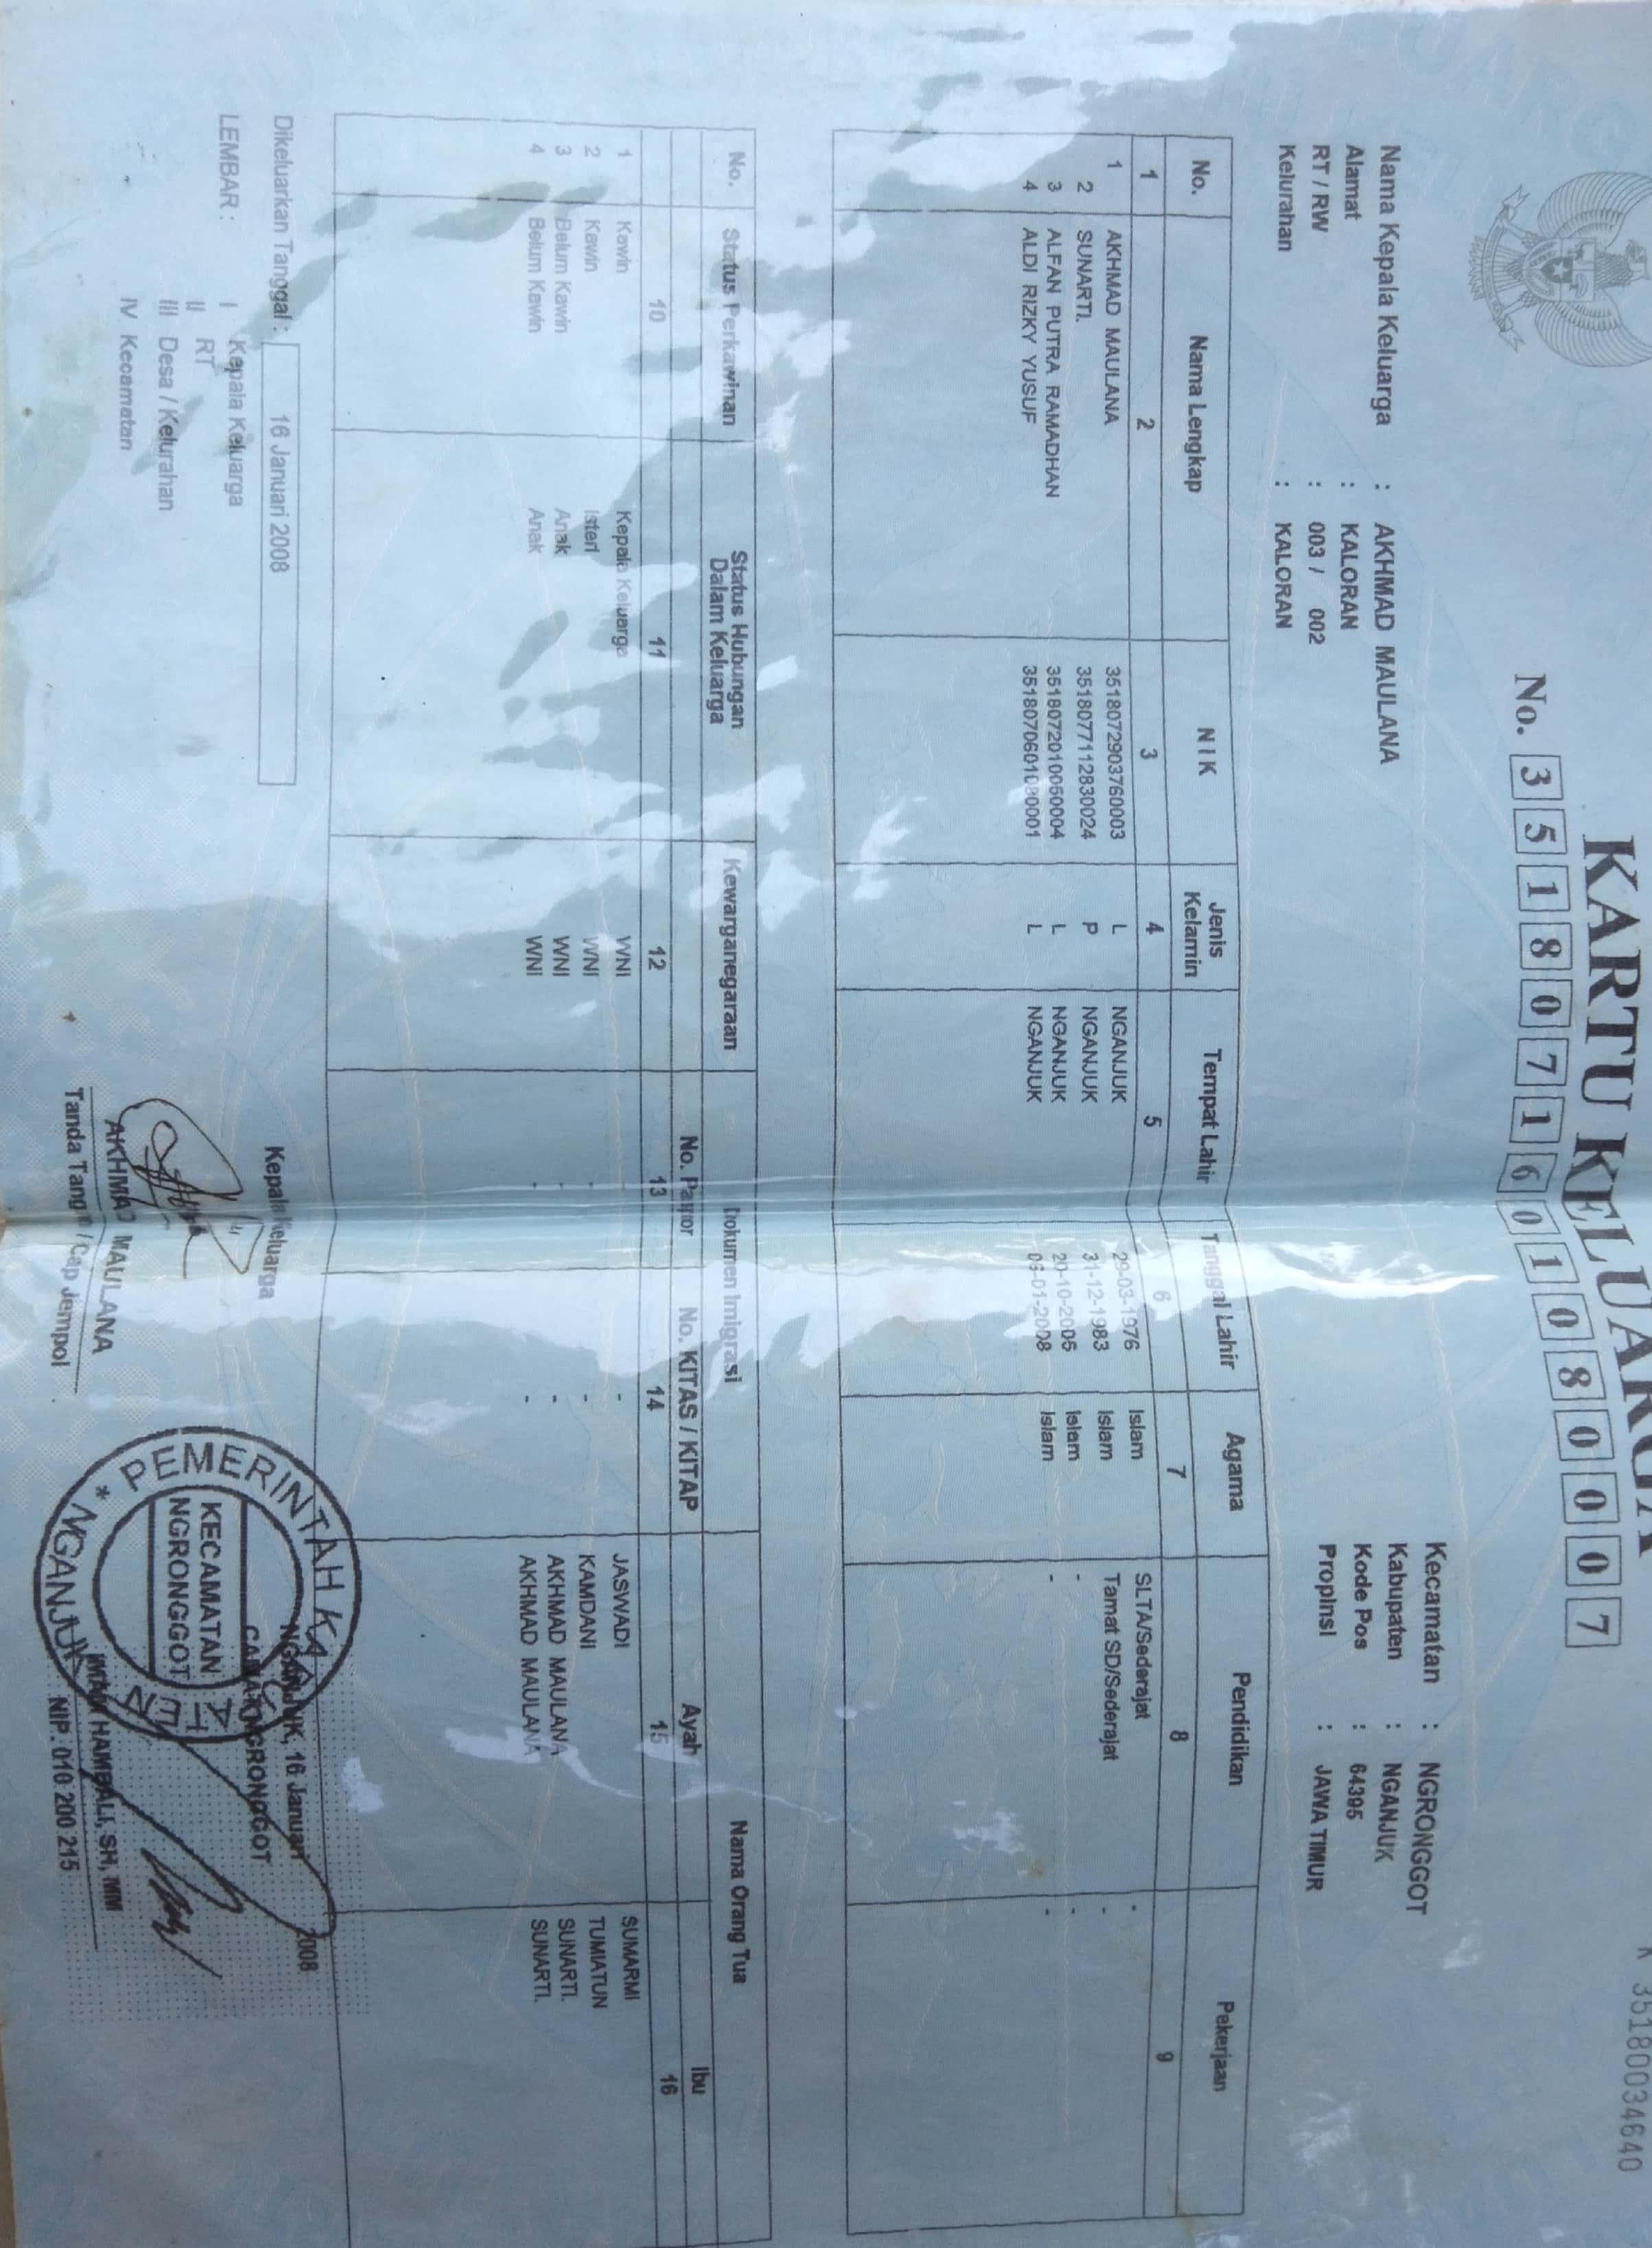 K 35180034640
KARTU KELUARGA
No. 3518071601080007
Nama Kepala Keluarga : AKHMAD MAULANA
Alamat : KALORAN
RT / RW : 003 / 002
Kelurahan : KALORAN
Kecamatan : NGRONGGOT
Kabupaten : NGANJUK
Kode Pos : 64395
Propinsi : JAWA TIMUR
No. Nama Lengkap NIK Jenis Kelamin Tempat Lahir Tanggal Lahir Agama Pendidikan Pekerjaan
1 2 3 4 5 6 7 8 9
1 AKHMAD MAULANA 3518072903760003 L NGANJUK 29-03-1976 Islam SLTA/Sederajat -
2 SUNARTI. 3518077112830024 P NGANJUK 31-12-1983 Islam Tamat SD/Sederajat -
3 ALFAN PUTRA RAMADHAN 3518072010050004 L NGANJUK 20-10-2005 Islam - -
4 ALDI RIZKY YUSUF 3518070601080001 L NGANJUK 06-01-2008 Islam - -
No. Status Perkawinan Status Hubungan Dalam Keluarga Kewarganegaraan Dokumen Imigrasi Nama Orang Tua
No. Paspor No. KITAS / KITAP Ayah Ibu
10 11 12 13 14 15 16
1 Kawin Kepala Keluarga WNI - - JASWADI SUMARMI
2 Kawin Isteri WNI - - KAMDANI TUMIATUN
3 Belum Kawin Anak WNI - - AKHMAD MAULANA SUNARTI.
4 Belum Kawin Anak WNI - - AKHMAD MAULANA SUNARTI.
Dikeluarkan Tanggal : 16 Januari 2008
LEMBAR : I Kepala Keluarga
II RT
III Desa / Kelurahan
IV Kecamatan
Kepala Keluarga
AKHMAD MAULANA
Tanda Tangan / Cap Jempol
NGANJUK, 16 Januari 2008
CAMAT NGRONGGOT
IMAM HAMBALI, SH, MM
NIP. 010 200 215
PEMERINTAH KABUPATEN
* NGANJUK
KECAMATAN
NGRONGGOT